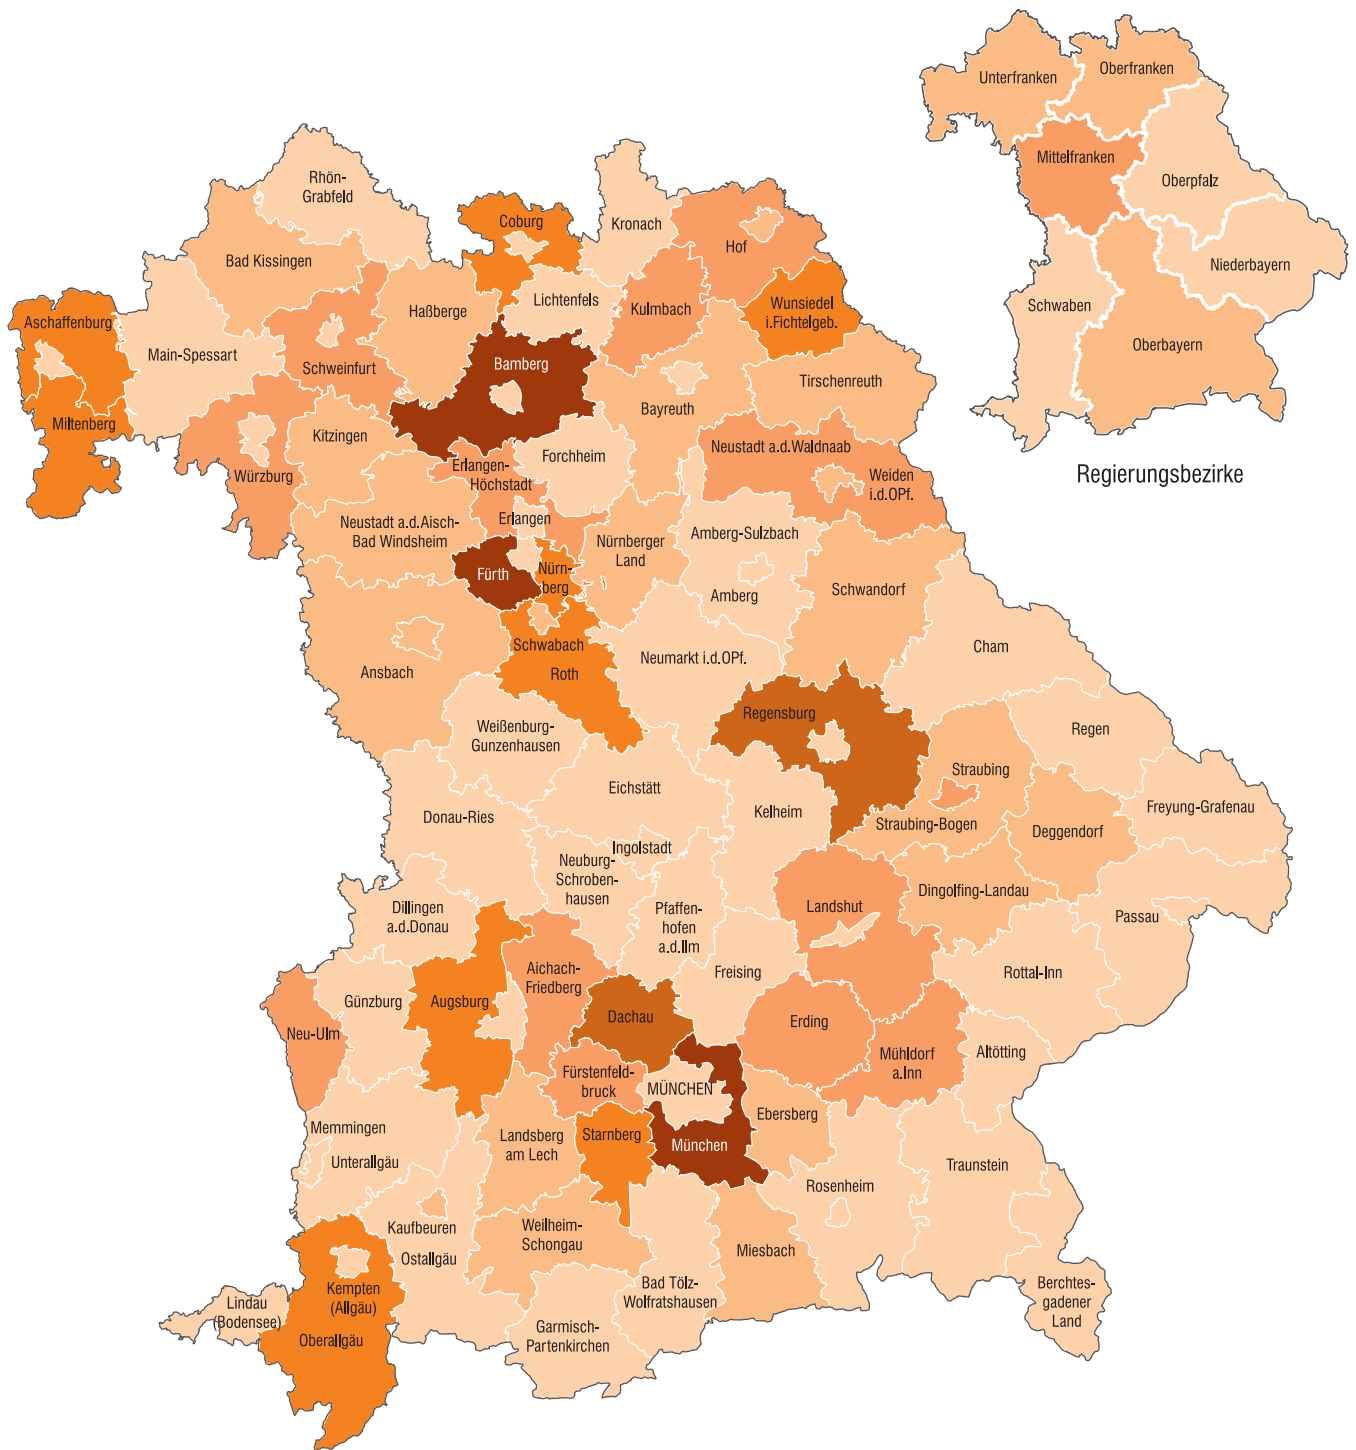 Unterfranken
Oberfranken
Mittelfranken
Oberpfalz
Niederbayern
Schwaben
Oberbayern
Regierungsbezirke
Rhön-
Grabfeld
Coburg
Kronach
Hof
Bad Kissingen
Lichtenfels
Kulmbach
Wunsiedel
i.Fichtelgeb.
Haßberge
Aschaffenburg
Main-Spessart
Schweinfurt
Bamberg
Tirschenreuth
Bayreuth
Miltenberg
Kitzingen
Neustadt a.d.Waldnaab
Forchheim
Erlangen-
Höchstadt
Weiden
i.d.OPf.
Würzburg
Erlangen
Neustadt a.d.Aisch-
Bad Windsheim
Nürnberger
Land
Amberg-Sulzbach
Fürth
Nürn-
berg
Amberg
Schwandorf
Schwabach
Cham
Neumarkt i.d.OPf.
Ansbach
Roth
Regensburg
Weißenburg-
Gunzenhausen
Regen
Straubing
Eichstätt
Kelheim
Freyung-Grafenau
Donau-Ries
Straubing-Bogen
Deggendorf
Ingolstadt
Neuburg-
Schroben-
hausen
Dingolfing-Landau
Dillingen
a.d.Donau
Pfaffen-
hofen
a.d.Ilm
Landshut
Passau
Aichach-
Friedberg
Freising
Rottal-Inn
Günzburg
Augsburg
Dachau
Erding
Neu-Ulm
Mühldorf
a.Inn
Altötting
Fürstenfeld-
bruck
MÜNCHEN
Ebersberg
Memmingen
Landsberg
am Lech
Starnberg
München
Unterallgäu
Traunstein
Rosenheim
Kaufbeuren
Weilheim-
Schongau
Miesbach
Ostallgäu
Bad Tölz-
Wolfratshausen
Kempten
(Allgäu)
Berchtes-
gadener
Land
Lindau
(Bodensee)
Oberallgäu
Garmisch-
Partenkirchen